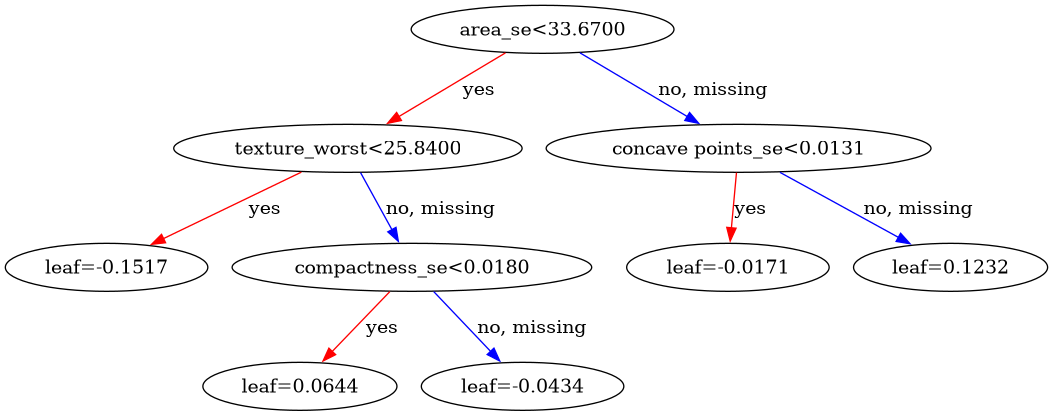 area_se<33.6700
yes
no, missing
texture_worst<25.8400
concave points_se<0.0131
yes
no, missing
yes
no, missing
leaf=-0.1517
compactness_se<0.0180
leaf=-0.0171
leaf=0.1232
yes
no, missing
leaf=0.0644
leaf=-0.0434